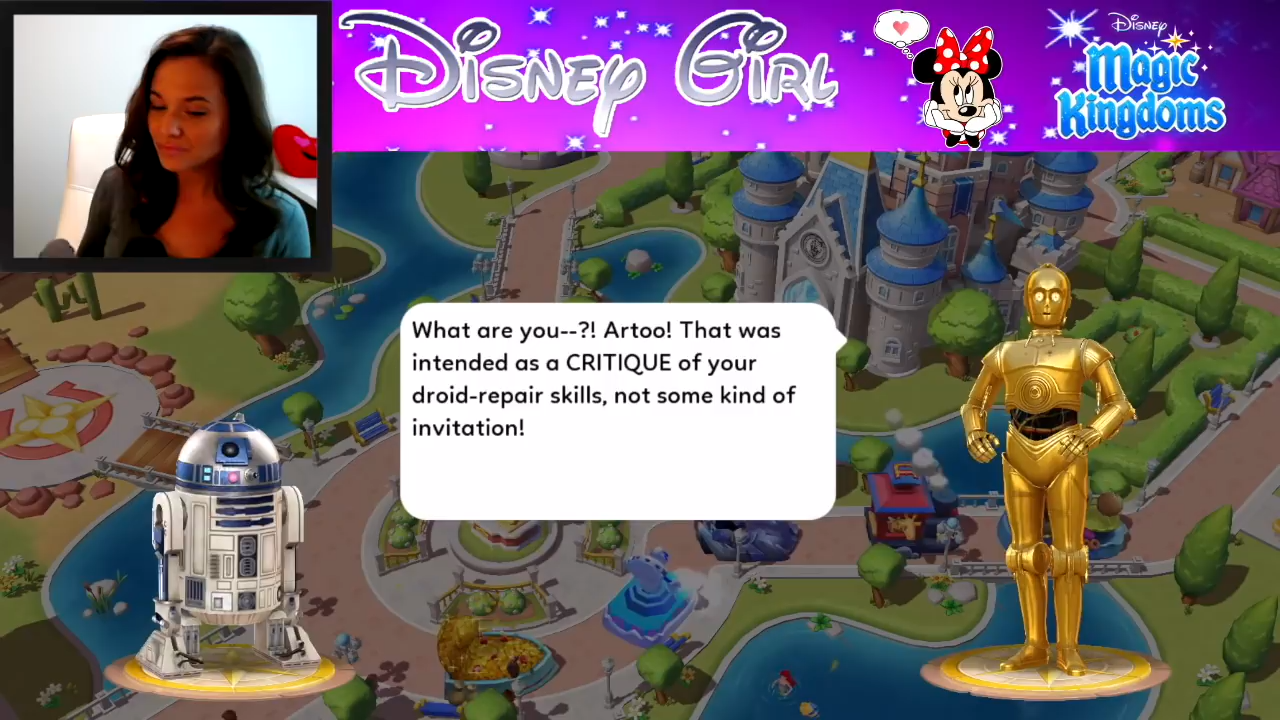 Disney Girl
Disney
Magic
Kingdoms
What are you--?! Artoo! That was
intended as a CRITIQUE of your
droid-repair skills, not some kind of
invitation!